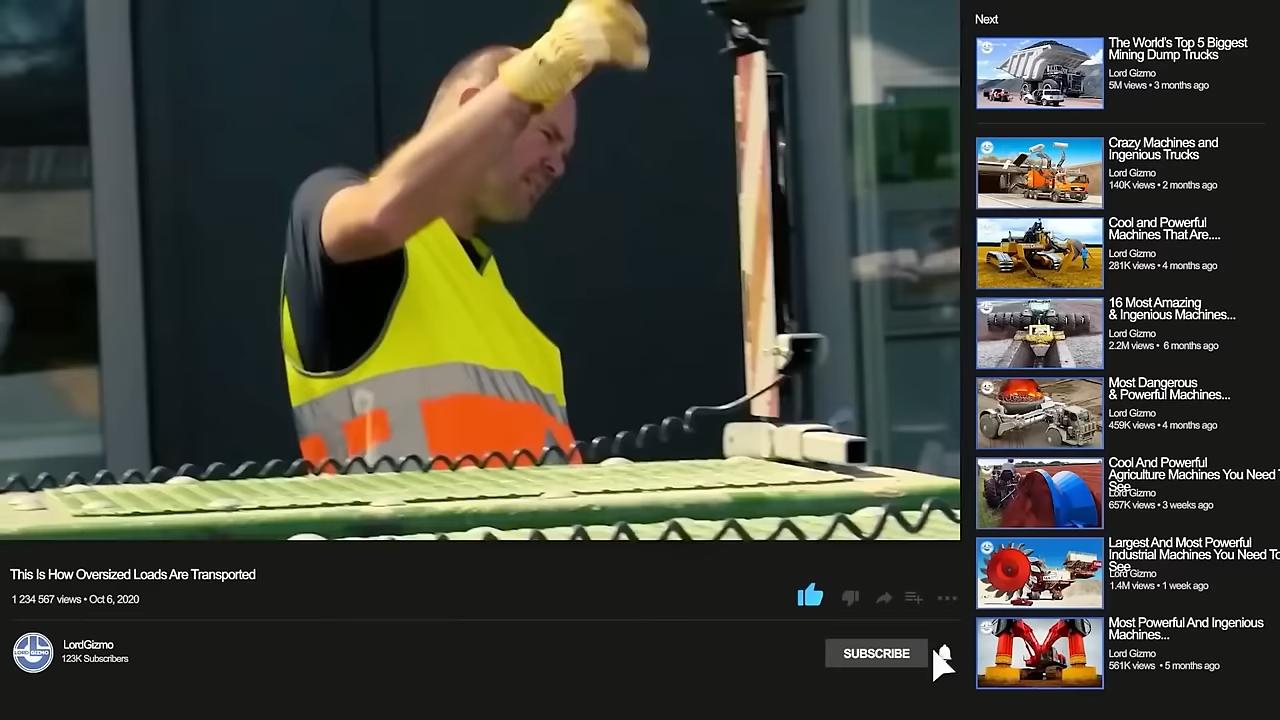 Next
The World's Top 5 Biggest
Mining Dump Trucks
Lord Gizmo
5M views • 3 months ago
Crazy Machines and
Ingenious Trucks
Lord Gizmo
140K views • 2 months ago
Cool and Powerful
Machines That Are....
Lord Gizmo
281K views • 4 months ago
16 Most Amazing
& Ingenious Machines...
Lord Gizmo
2.2M views • 6 months ago
Most Dangerous
& Powerful Machines...
Lord Gizmo
459K views • 4 months ago
Cool And Powerful
Agriculture Machines You Need T
See
Lord Gizmo
657K views • 3 weeks ago
Largest And Most Powerful
Industrial Machines You Need To
See
Lord Gizmo
1.4M views • 1 week ago
Most Powerful And Ingenious
Machines...
Lord Gizmo
561K views • 5 months ago
This Is How Oversized Loads Are Transported
1 234 567 views • Oct 6, 2020
LORD GIZMO
LordGizmo
123K Subscribers
SUBSCRIBE